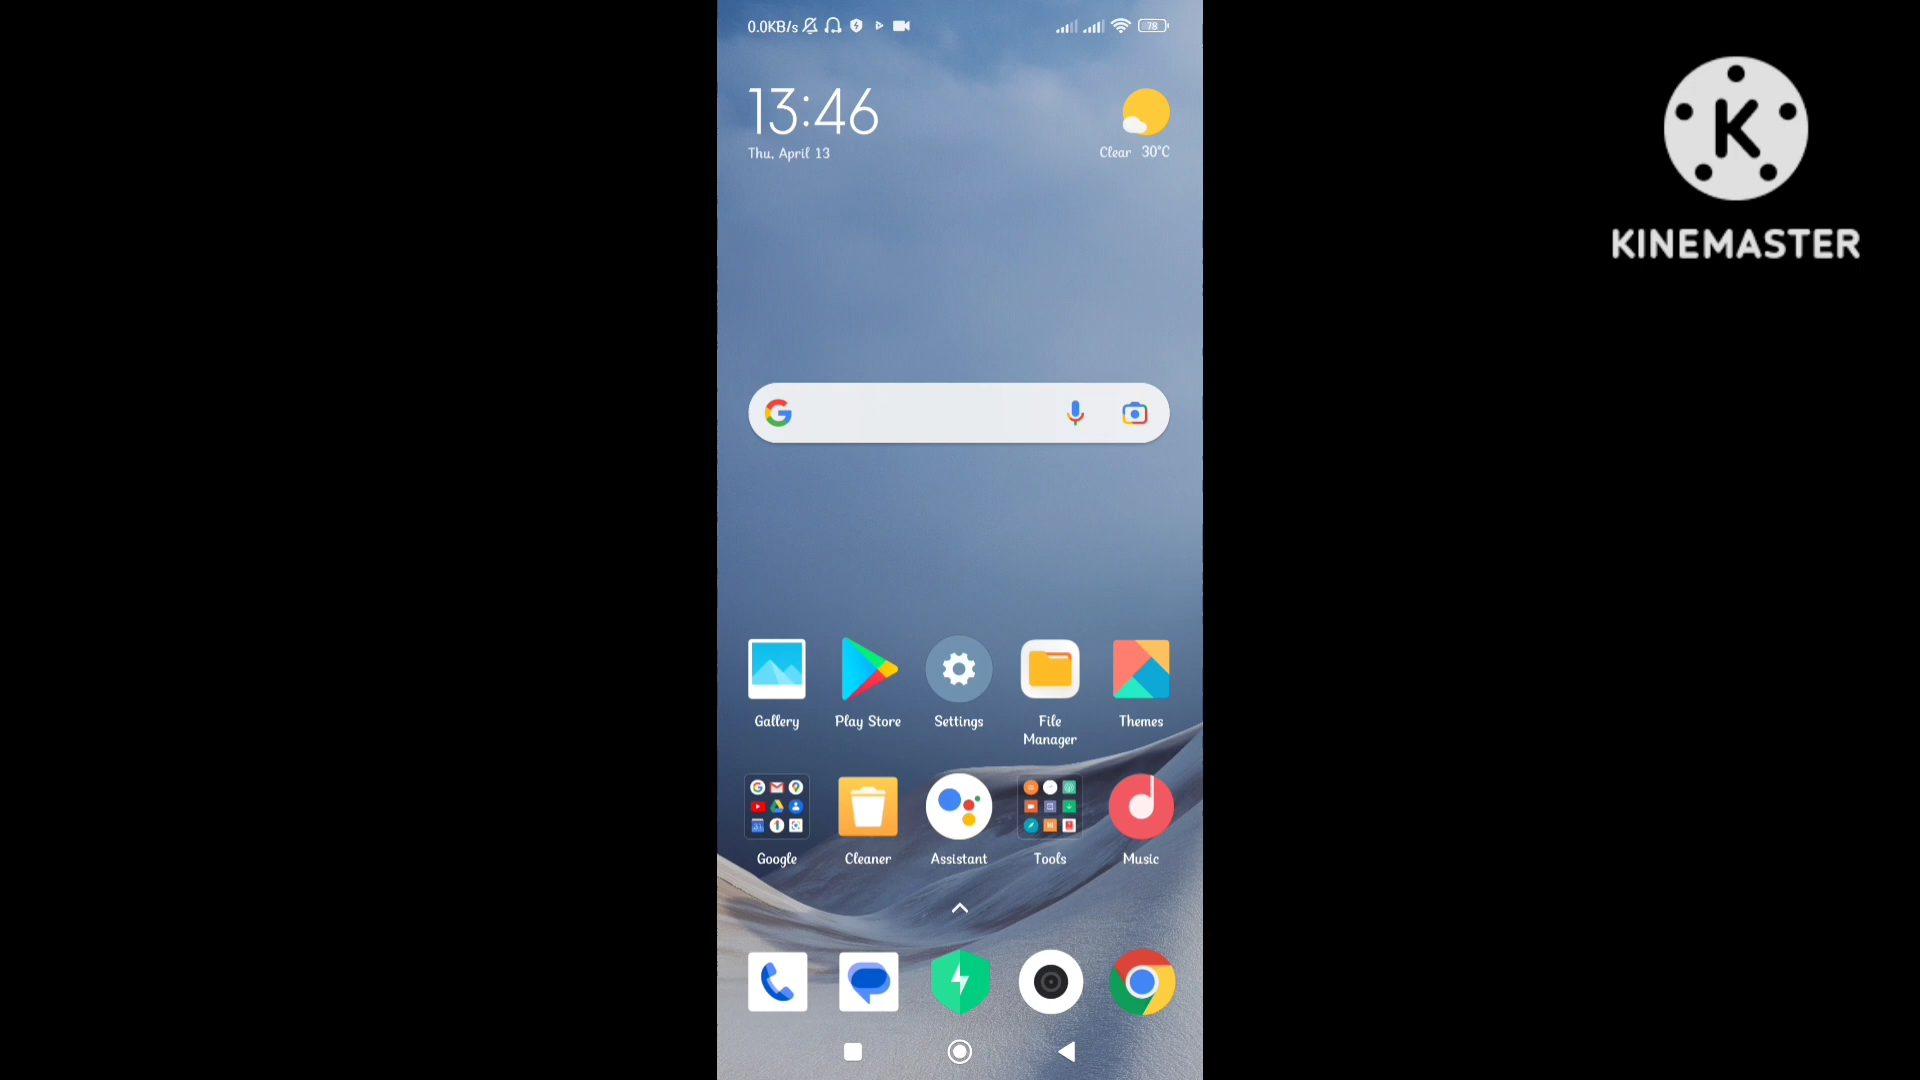 0.0KB/s
78
13:46
Thu, April 13
Clear 30°C
K
KINEMASTER
Gallery
Play Store
Settings
File
Manager
Themes
Google
Cleaner
Assistant
Tools
Music